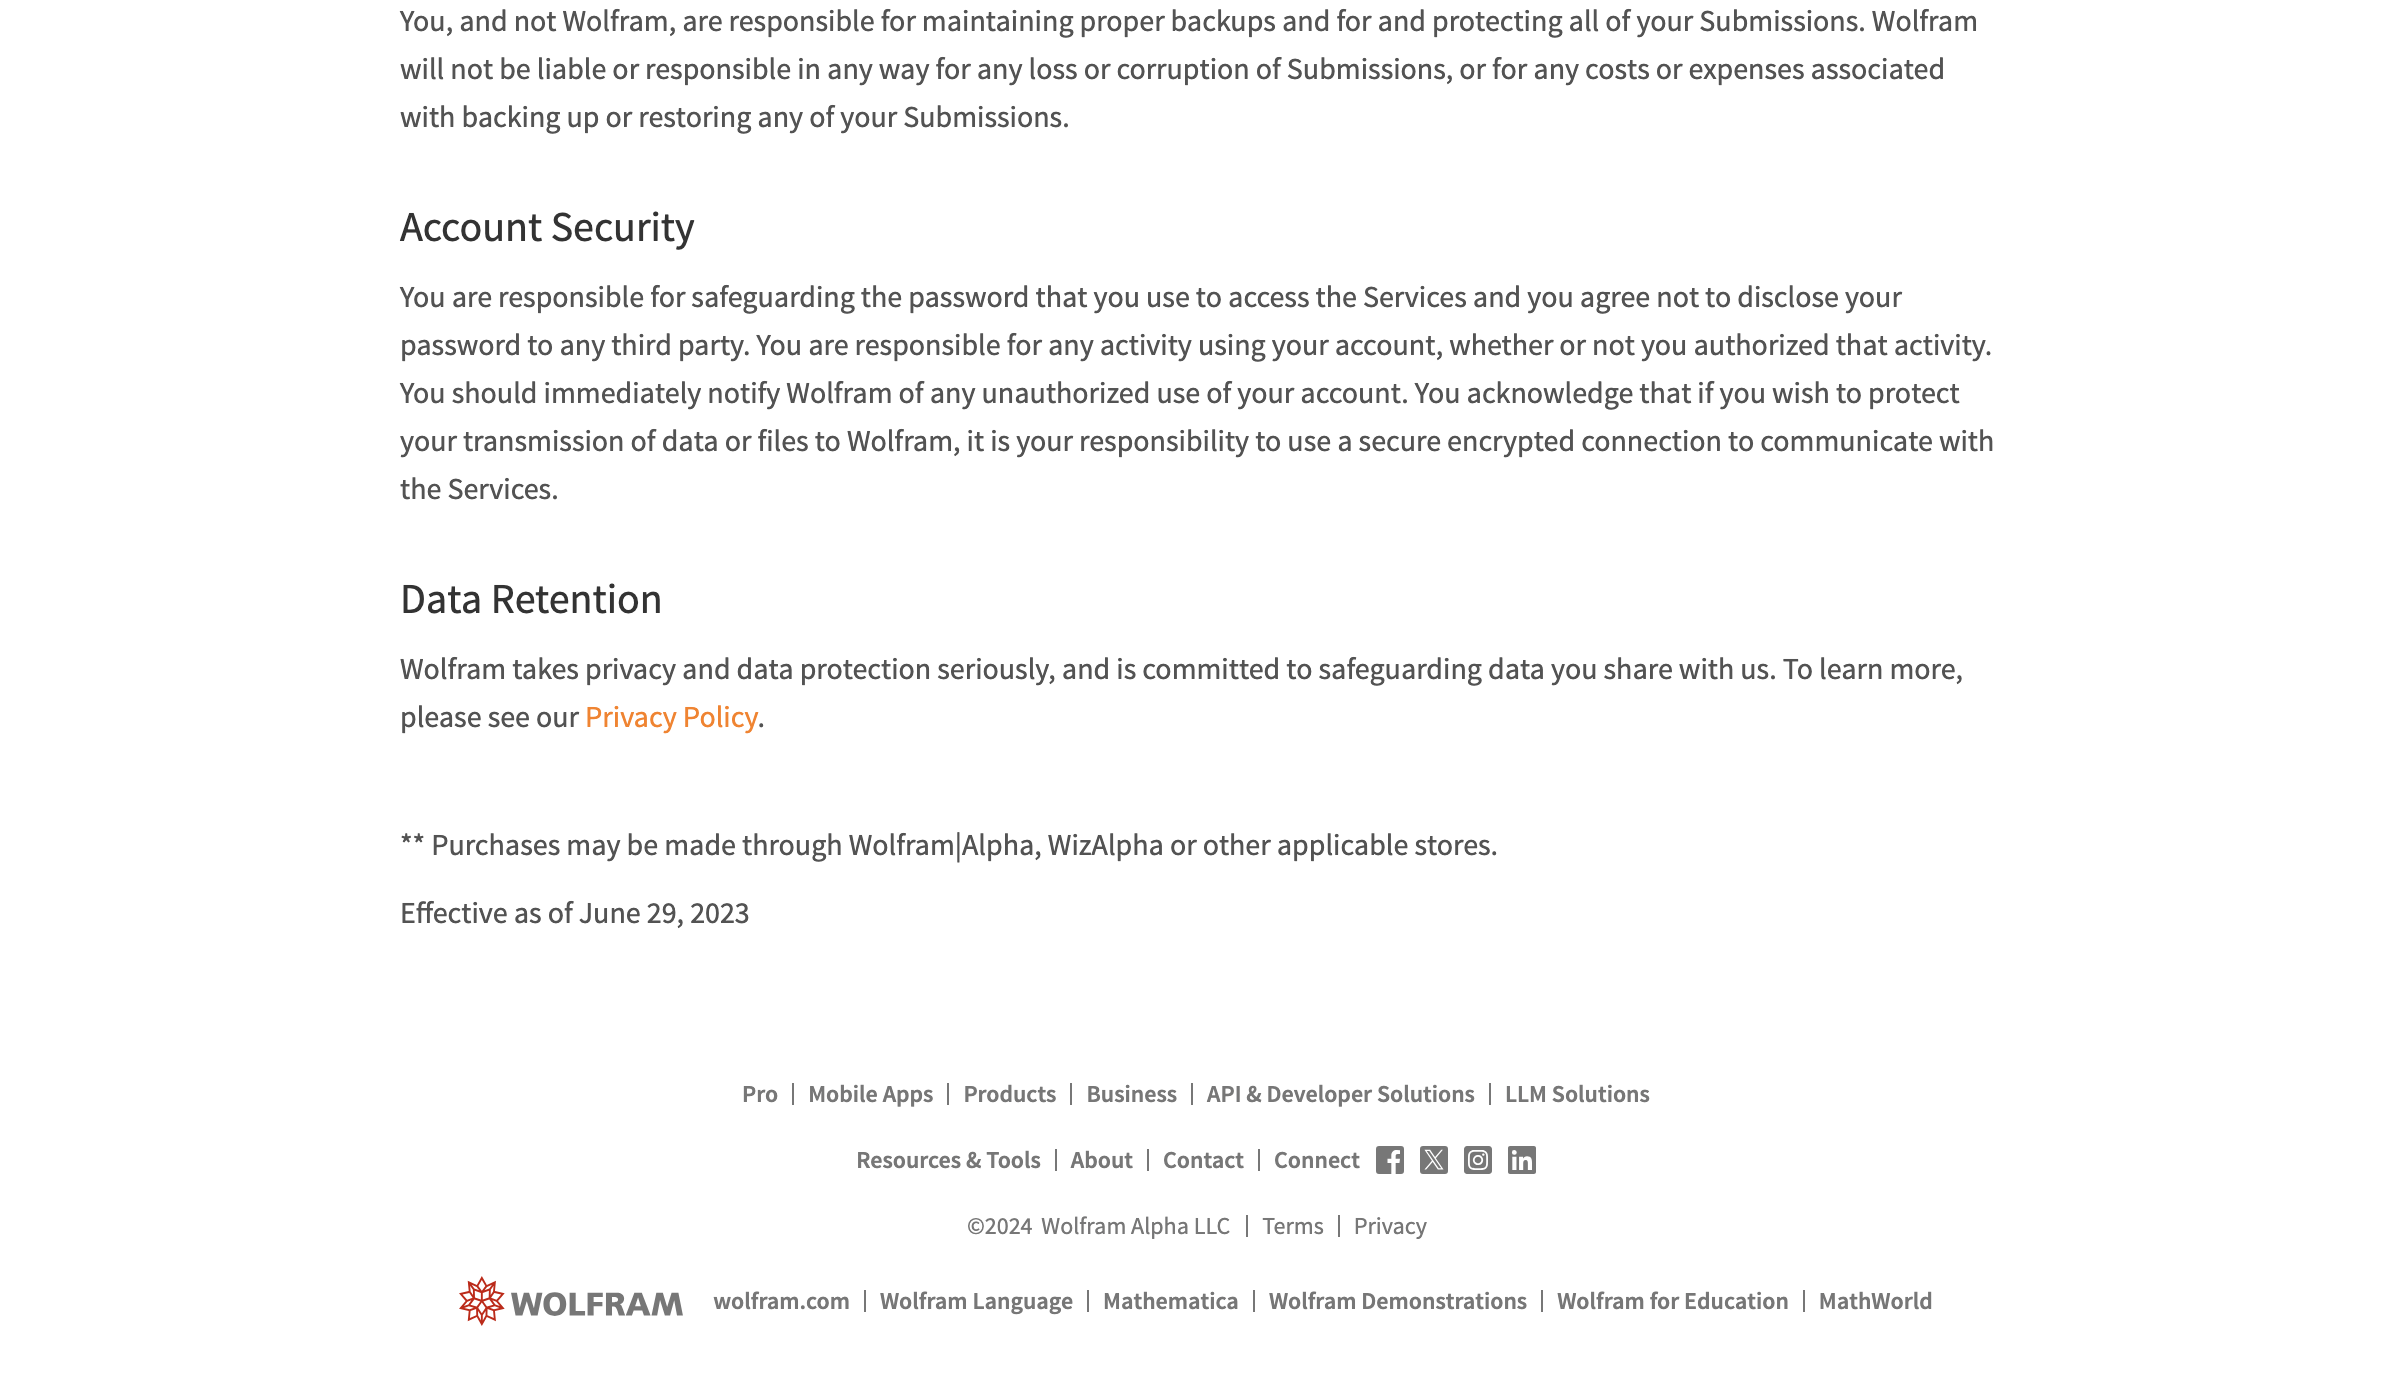 You, and not Wolfram, are responsible for maintaining proper backups and for and protecting all of your Submissions. Wolfram
will not be liable or responsible in any way for any loss or corruption of Submissions, or for any costs or expenses associated
with backing up or restoring any of your Submissions.
Account Security
You are responsible for safeguarding the password that you use to access the Services and you agree not to disclose your
password to any third party. You are responsible for any activity using your account, whether or not you authorized that activity.
You should immediately notify Wolfram of any unauthorized use of your account. You acknowledge that if you wish to protect
your transmission of data or files to Wolfram, it is your responsibility to use a secure encrypted connection to communicate with
the Services.
Data Retention
Wolfram takes privacy and data protection seriously, and is committed to safeguarding data you share with us. To learn more,
please see our Privacy Policy.
** Purchases may be made through Wolfram|Alpha, WizAlpha or other applicable stores.
Effective as of June 29, 2023
Pro | Mobile Apps | Products | Business | API & Developer Solutions | LLM Solutions
Resources & Tools | About | Contact | Connect
©2024 Wolfram Alpha LLC | Terms | Privacy
WOLFRAM wolfram.com | Wolfram Language | Mathematica | Wolfram Demonstrations | Wolfram for Education | MathWorld